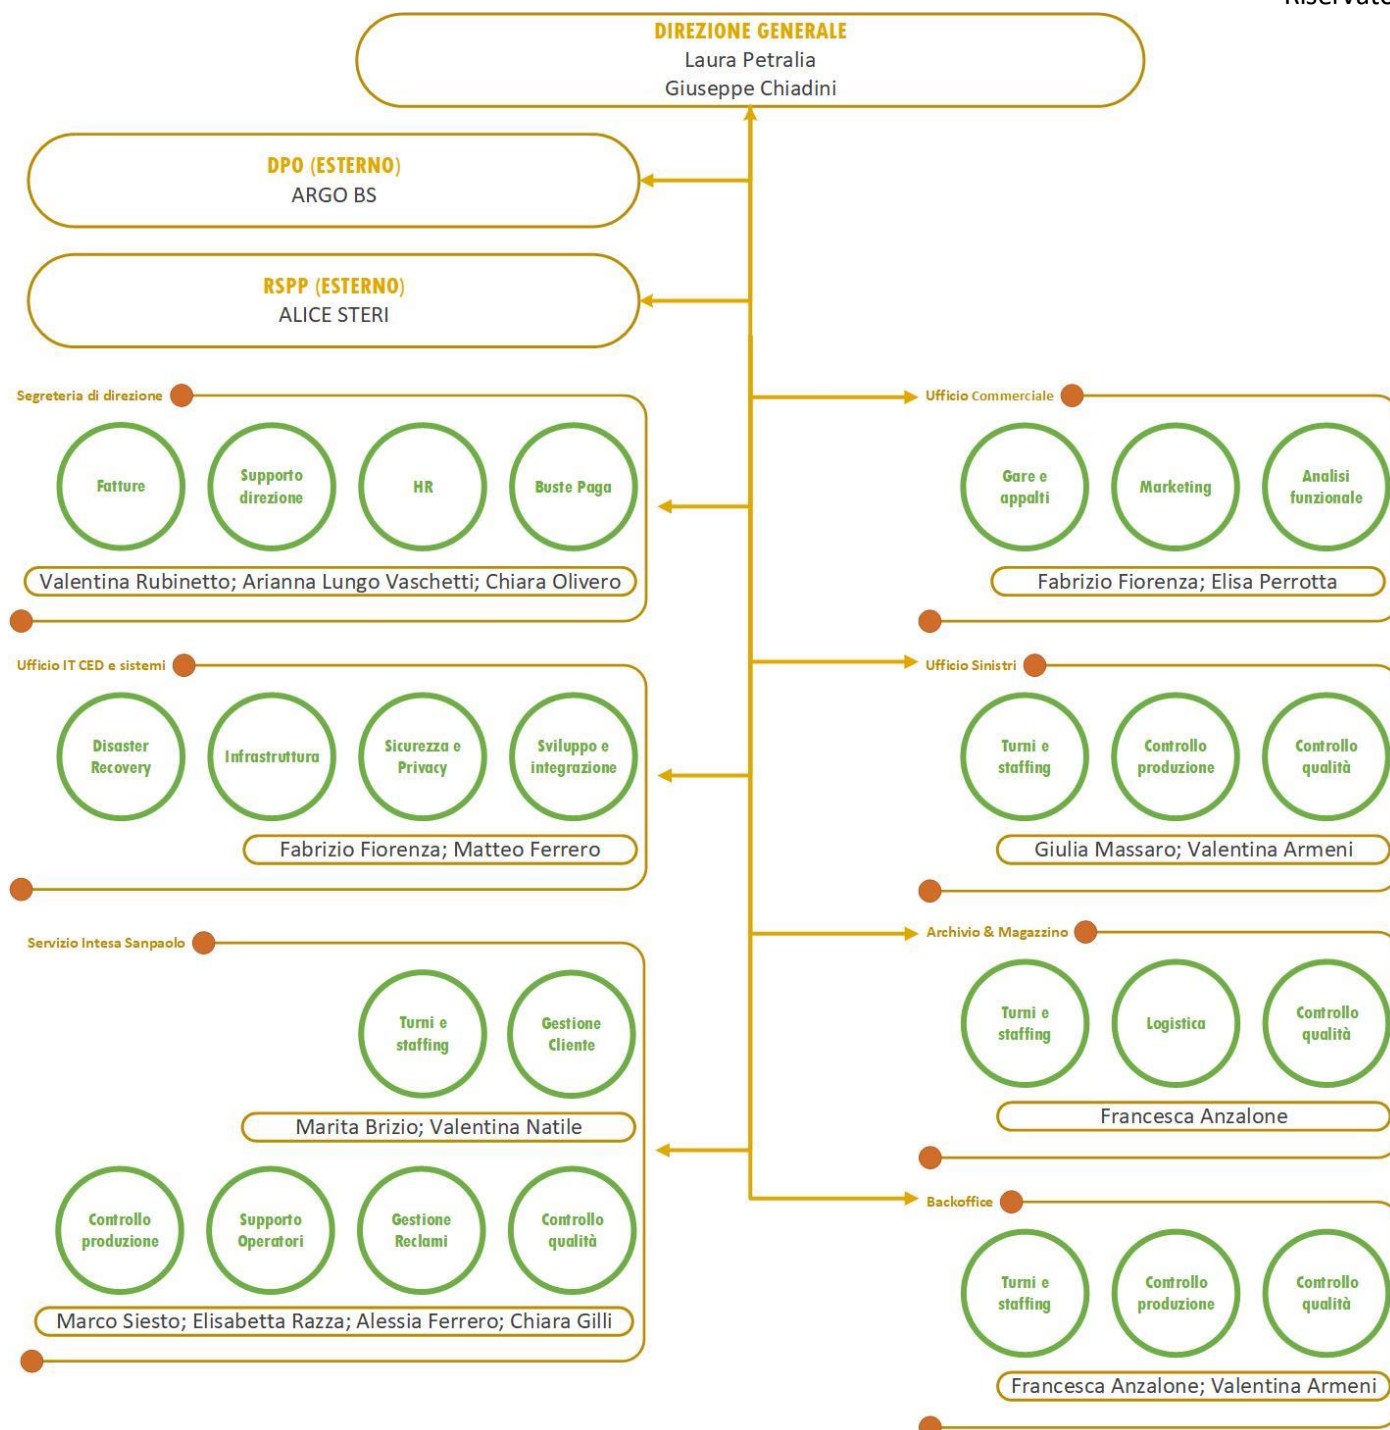 DIREZIONE GENERALE
Laura Petralia
Giuseppe Chiadini
DPO (ESTERNO)
ARGO BS
RSPP (ESTERNO)
ALICE STERI
Segreteria di direzione
Fatture
Supporto
direzione
HR
Buste Paga
Valentina Rubinetto; Arianna Lungo Vaschetti; Chiara Olivero
Ufficio Commerciale
Gare e
appalti
Marketing
Analisi
funzionale
Fabrizio Fiorenza; Elisa Perrotta
Ufficio IT CED e sistemi
Disaster
Recovery
Infrastruttura
Sicurezza e
Privacy
Sviluppo e
integrazione
Fabrizio Fiorenza; Matteo Ferrero
Ufficio Sinistri
Turni e
staffing
Controllo
produzione
Controllo
qualità
Giulia Massaro; Valentina Armeni
Servizio Intesa Sanpaolo
Turni e
staffing
Gestione
Cliente
Marita Brizio; Valentina Natile
Controllo
produzione
Supporto
Operatori
Gestione
Reclami
Controllo
qualità
Marco Siesto; Elisabetta Razza; Alessia Ferrero; Chiara Gilli
Archivio & Magazzino
Turni e
staffing
Logistica
Controllo
qualità
Francesca Anzalone
Backoffice
Turni e
staffing
Controllo
produzione
Controllo
qualità
Francesca Anzalone; Valentina Armeni